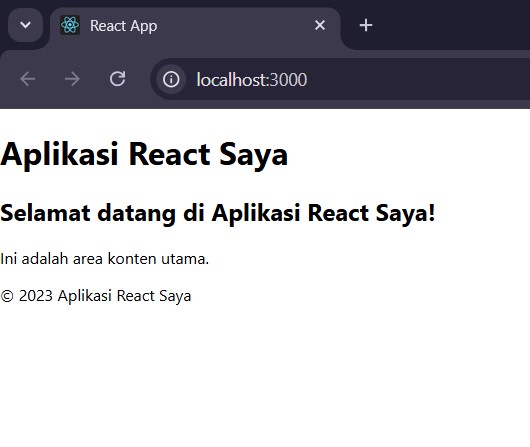 React App
localhost:3000
Aplikasi React Saya
Selamat datang di Aplikasi React Saya!
Ini adalah area konten utama.
© 2023 Aplikasi React Saya